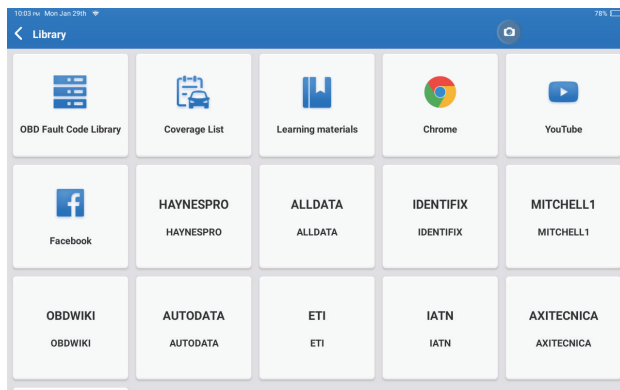 10:03 PM Mon Jan 29th
78%
Library
OBD Fault Code Library
Coverage List
Learning materials
Chrome
YouTube
Facebook
HAYNESPRO
HAYNESPRO
ALLDATA
ALLDATA
IDENTIFIX
IDENTIFIX
MITCHELL1
MITCHELL1
OBDWIKI
OBDWIKI
AUTODATA
AUTODATA
ETI
ETI
IATN
IATN
AXITECNICA
AXITECNICA